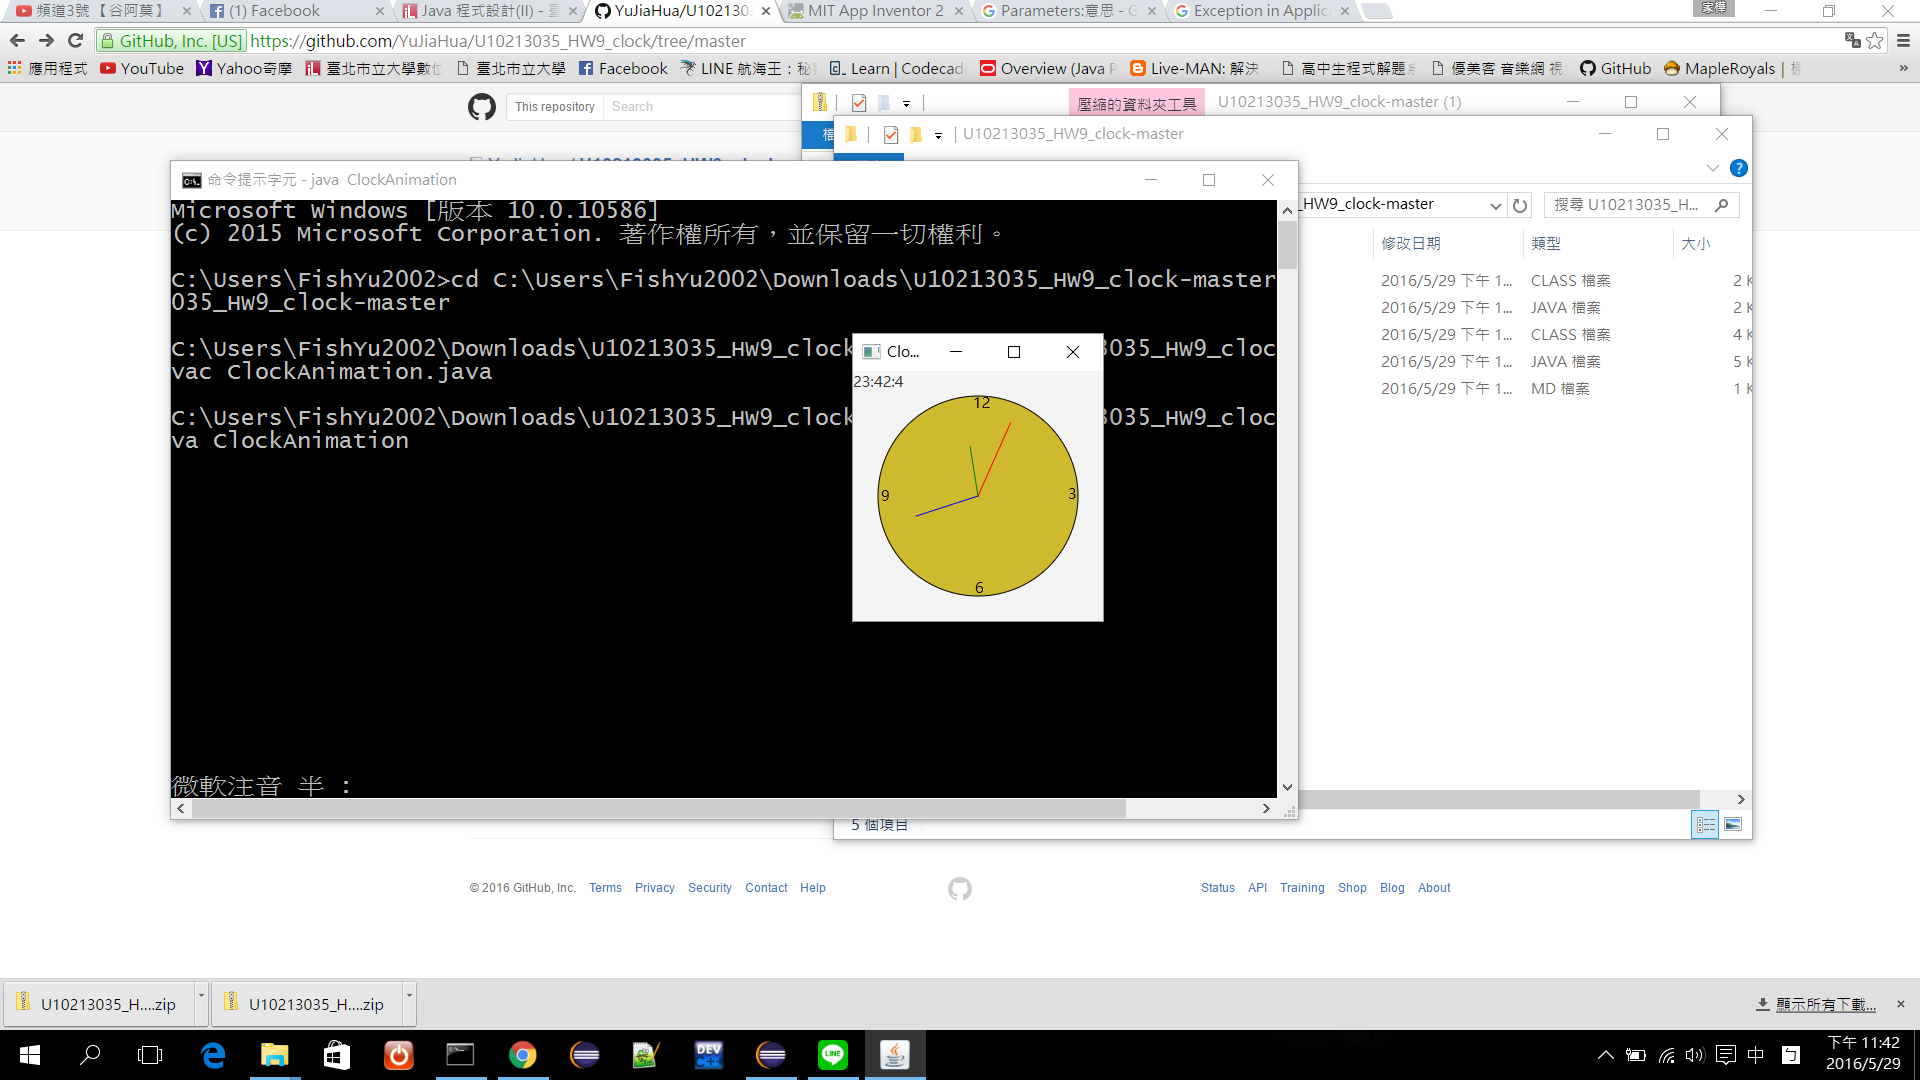 頻道3號 【谷阿莫】
(1) Facebook
Java 程式設計(II) -
YuJiaHua/U10213
MIT App Inventor 2
Parameters:意思 - G
Exception in Applic
家樺
GitHub, Inc. [US]
https://github.com/YuJiaHua/U10213035_HW9_clock/tree/master
應用程式
YouTube
Yahoo奇摩
臺北市立大學數位
臺北市立大學
Facebook
LINE 航海王：秘
Learn | Codecad
Overview (Java P
Live-MAN: 解決
高中生程式解題
優美客 音樂網 視
GitHub
MapleRoyals |
»
This repository
Search
壓縮的資料夾工具
U10213035_HW9_clock-master (1)
U10213035_HW9_clock-master
命令提示字元 - java  ClockAnimation
_HW9_clock-master
搜尋 U10213035_H...
修改日期
類型
大小
2016/5/29 下午 1...
CLASS 檔案
2 K
2016/5/29 下午 1...
JAVA 檔案
2 K
2016/5/29 下午 1...
CLASS 檔案
4 K
2016/5/29 下午 1...
JAVA 檔案
5 K
2016/5/29 下午 1...
MD 檔案
1 K
Microsoft Windows [版本 10.0.10586]
(c) 2015 Microsoft Corporation. 著作權所有，並保留一切權利。
C:\Users\FishYu2002>cd C:\Users\FishYu2002\Downloads\U10213035_HW9_clock-master
035_HW9_clock-master
C:\Users\FishYu2002\Downloads\U10213035_HW9_clock
3035_HW9_cloc
vac ClockAnimation.java
C:\Users\FishYu2002\Downloads\U10213035_HW9_clock
3035_HW9_cloc
va ClockAnimation
Clo...
23:42:4
12
9
3
6
微軟注音 半 :
5 個項目
© 2016 GitHub, Inc.
Terms
Privacy
Security
Contact
Help
Status
API
Training
Shop
Blog
About
U10213035_H....zip
U10213035_H....zip
顯示所有下載...
DEV
C++
LINE
中
下午 11:42
2016/5/29